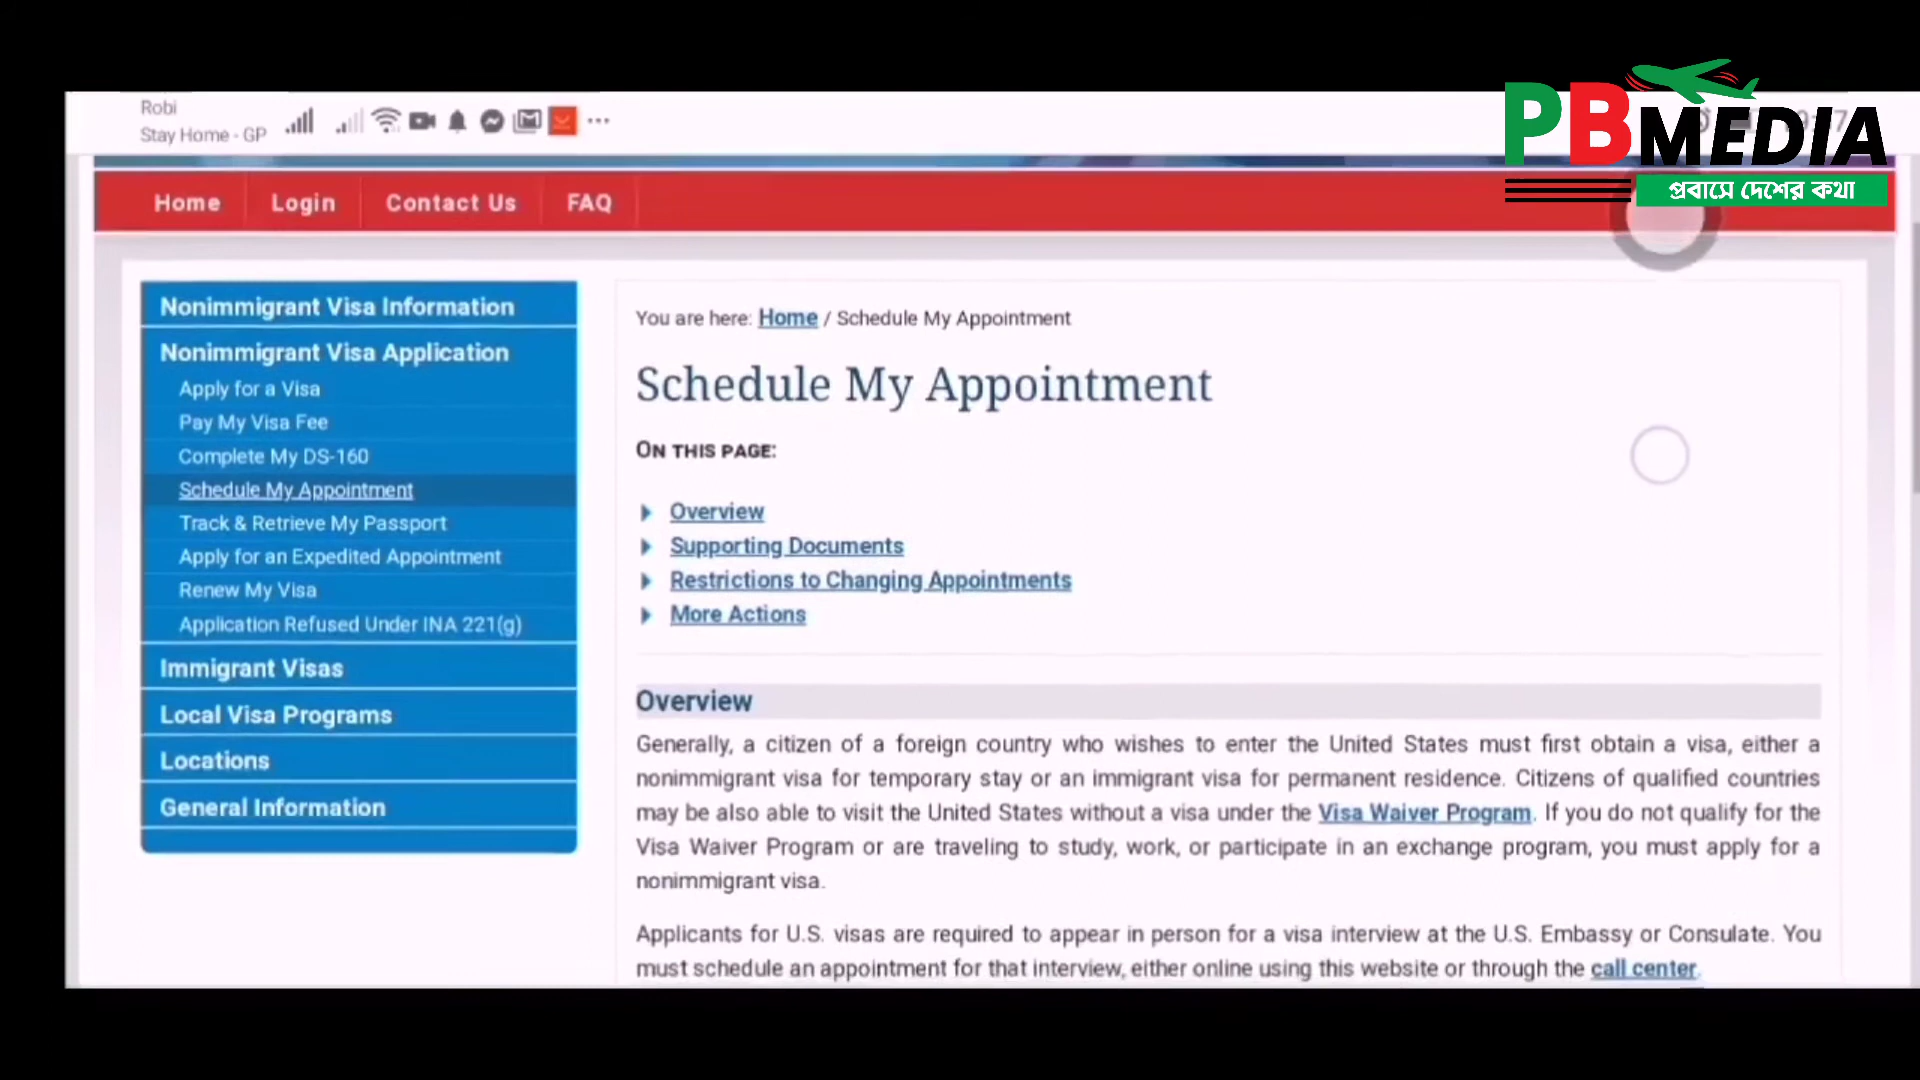 Robi
Stay Home - GP
PBMEDIA
প্রবাসে দেশের কথা
Home Login Contact Us FAQ
Nonimmigrant Visa Information
Nonimmigrant Visa Application
Apply for a Visa
Pay My Visa Fee
Complete My DS-160
Schedule My Appointment
Track & Retrieve My Passport
Apply for an Expedited Appointment
Renew My Visa
Application Refused Under INA 221(g)
Immigrant Visas
Local Visa Programs
Locations
General Information
You are here: Home / Schedule My Appointment
Schedule My Appointment
ON THIS PAGE:
Overview
Supporting Documents
Restrictions to Changing Appointments
More Actions
Overview
Generally, a citizen of a foreign country who wishes to enter the United States must first obtain a visa, either a
nonimmigrant visa for temporary stay or an immigrant visa for permanent residence. Citizens of qualified countries
may be also able to visit the United States without a visa under the Visa Waiver Program. If you do not qualify for the
Visa Waiver Program or are traveling to study, work, or participate in an exchange program, you must apply for a
nonimmigrant visa.
Applicants for U.S. visas are required to appear in person for a visa interview at the U.S. Embassy or Consulate. You
must schedule an appointment for that interview, either online using this website or through the call center.